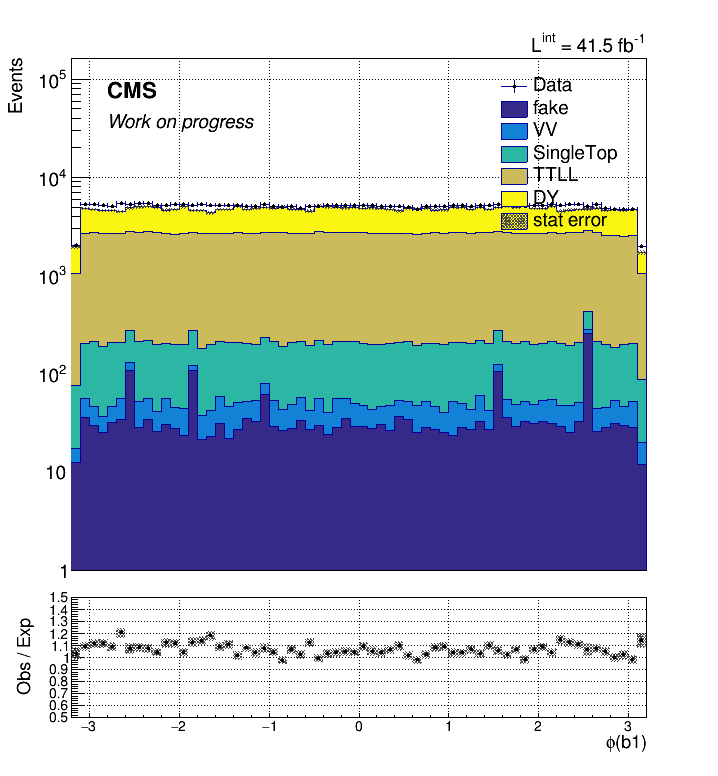 L^int = 41.5 fb^-1
Events
CMS
Work on progress
Data
fake
VV
SingleTop
TTLL
DY
stat error
10^5
10^4
10^3
10^2
10
1
Obs / Exp
1.5
1.4
1.3
1.2
1.1
1
0.9
0.8
0.7
0.6
0.5
−3 −2 −1 0 1 2 3
ϕ(b1)